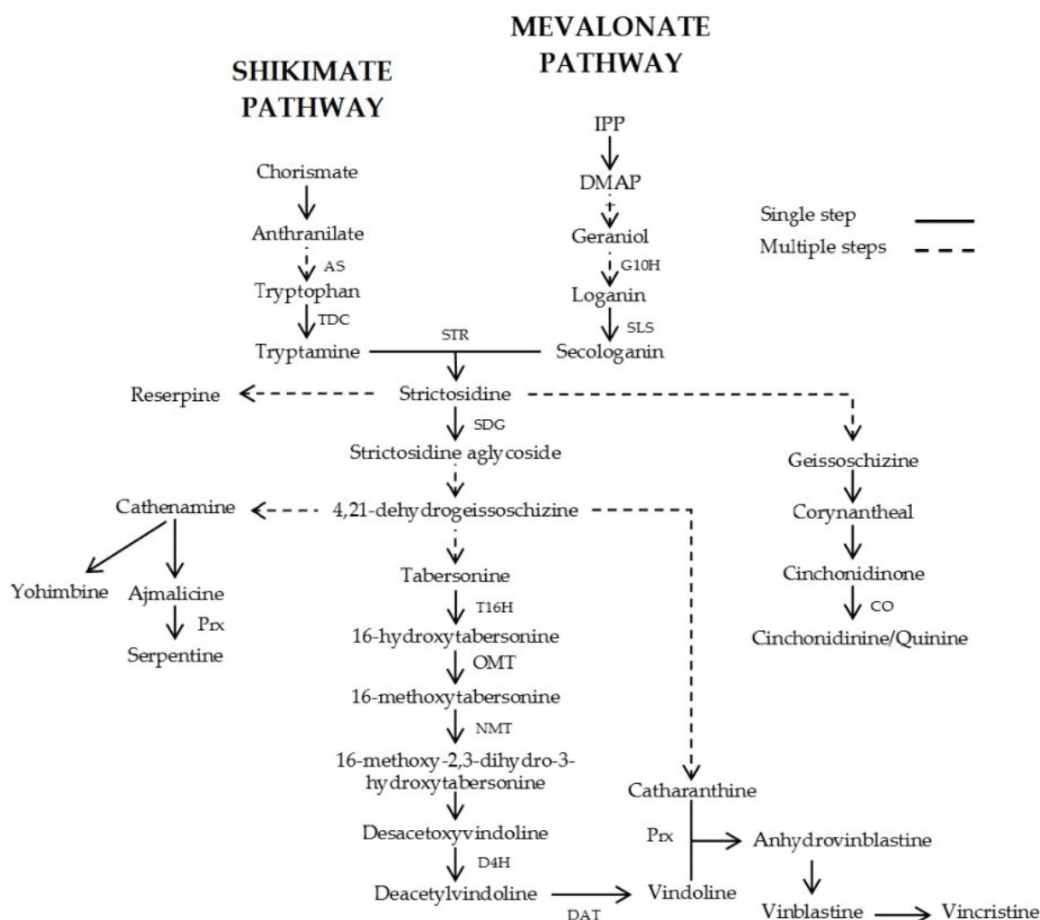 MEVALONATE
PATHWAY
SHIKIMATE
PATHWAY
IPP
Chorismate
DMAP
Single step
Anthranilate
Geraniol
Multiple steps
AS
G10H
Tryptophan
Loganin
TDC
SLS
Tryptamine
STR
Secologanin
Reserpine
Strictosidine
SDG
Strictosidine aglycoside
Geissoschizine
Cathenamine
4,21-dehydrogeissoschizine
Corynantheal
Tabersonine
Cinchonidinone
Yohimbine
Ajmalicine
T16H
CO
Prx
16-hydroxytabersonine
Cinchonidinine/Quinine
Serpentine
OMT
16-methoxytabersonine
NMT
16-methoxy-2,3-dihydro-3-
hydroxytabersonine
Catharanthine
Desacetoxyvindoline
Prx
Anhydrovinblastine
D4H
Deacetylvindoline
DAT
Vindoline
Vinblastine
Vincristine